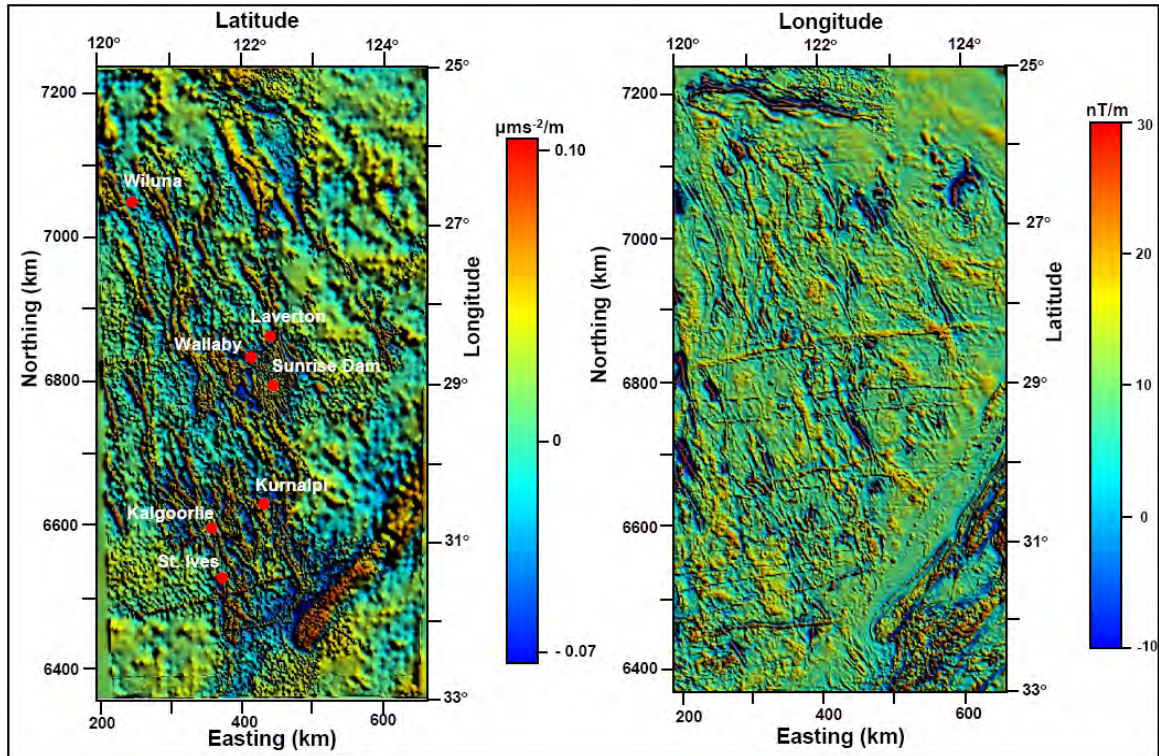 Latitude
120° 122° 124°
7200
7000
6800
6600
6400
Northing (km)
25°
27°
29°
31°
33°
Longitude
200 400 600
Easting (km)
Wiluna
Laverton
Wallaby
Sunrise Dam
Kurnalpi
Kalgoorlie
St. Ives
µms⁻²/m
0.10
0
- 0.07
Longitude
120° 122° 124°
7200
7000
6800
6600
6400
Northing (km)
25°
27°
29°
31°
33°
Latitude
200 400 600
Easting (km)
nT/m
30
20
10
0
-10